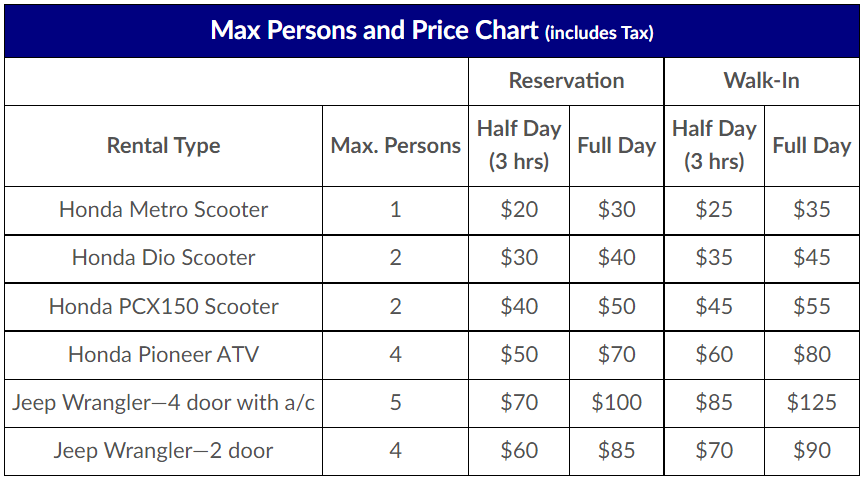 Max Persons and Price Chart (includes Tax)
Reservation Walk-In
Rental Type Max. Persons Half Day (3 hrs) Full Day Half Day (3 hrs) Full Day
Honda Metro Scooter 1 $20 $30 $25 $35
Honda Dio Scooter 2 $30 $40 $35 $45
Honda PCX150 Scooter 2 $40 $50 $45 $55
Honda Pioneer ATV 4 $50 $70 $60 $80
Jeep Wrangler—4 door with a/c 5 $70 $100 $85 $125
Jeep Wrangler—2 door 4 $60 $85 $70 $90